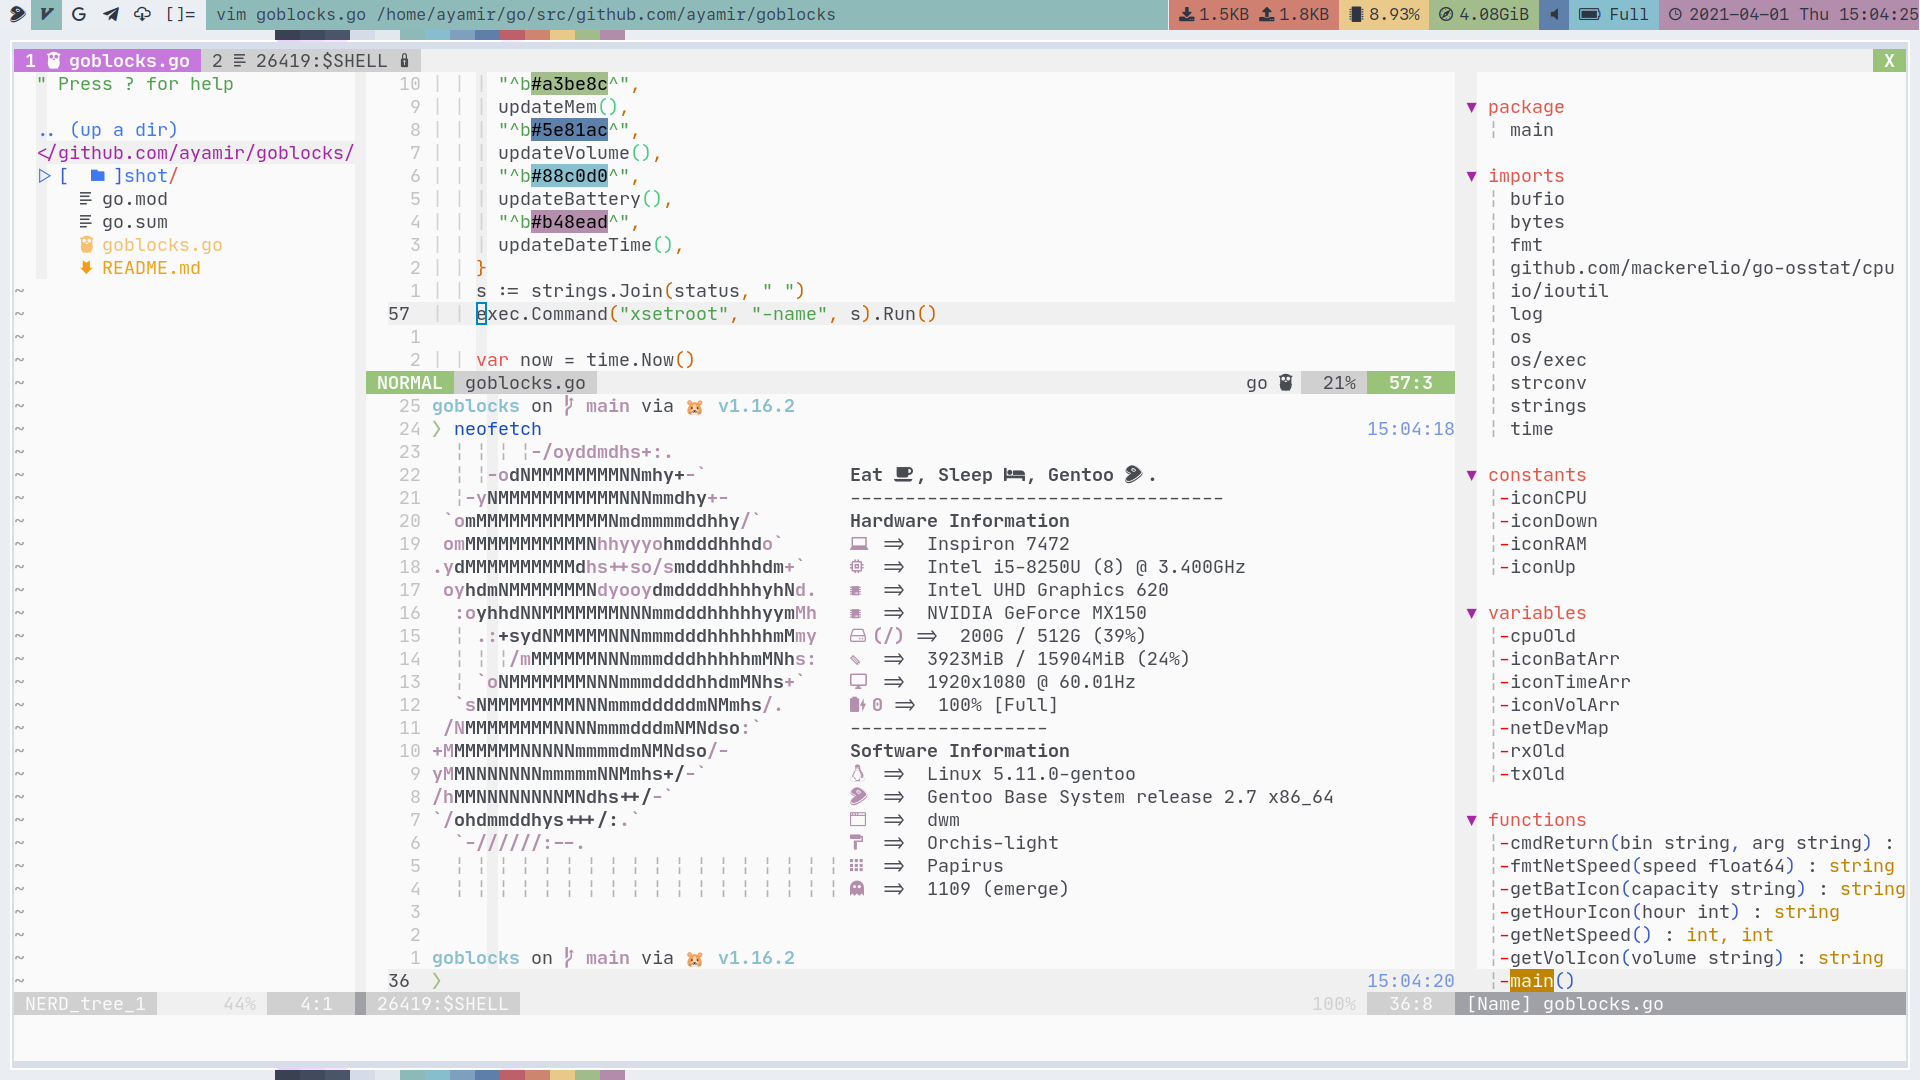 G []= vim goblocks.go /home/ayamir/go/src/github.com/ayamir/goblocks 1.5KB 1.8KB 8.93% 4.08GiB Full 2021-04-01 Thu 15:04:25
1 goblocks.go 2 26419:$SHELL X
" Press ? for help
.. (up a dir)
</github.com/ayamir/goblocks/
▷[ ]shot/
go.mod
go.sum
goblocks.go
README.md
10 "^b#a3be8c^",
9 updateMem(),
8 "^b#5e81ac^",
7 updateVolume(),
6 "^b#88c0d0^",
5 updateBattery(),
4 "^b#b48ead^",
3 updateDateTime(),
2 }
1 s := strings.Join(status, " ")
57 exec.Command("xsetroot", "-name", s).Run()
1
2 var now = time.Now()
NORMAL goblocks.go go 21% 57:3
25 goblocks on main via v1.16.2
24 ❯ neofetch 15:04:18
23 -/oyddmdhs+:.
22 -odNMMMMMMMMNNmhy+-` Eat , Sleep , Gentoo .
21 -yNMMMMMMMMMMMNNNmmdhy+- ----------------------------------
20 `omMMMMMMMMMMMMNmdmmmmddhhy/` Hardware Information
19 omMMMMMMMMMMMNhhyyyohmdddhhhdo` => Inspiron 7472
18 .ydMMMMMMMMMMdhs++so/smdddhhhhdm+` => Intel i5-8250U (8) @ 3.400GHz
17 oyhdmNMMMMMMMNdyooydmddddhhhhyhNd. => Intel UHD Graphics 620
16 :oyhhdNNMMMMMMMNNNmmdddhhhhhyymMh => NVIDIA GeForce MX150
15 .:+sydNMMMMMNNNmmmdddhhhhhhmMmy (/) => 200G / 512G (39%)
14 /mMMMMMMNNNmmmdddhhhhhmMNhs: => 3923MiB / 15904MiB (24%)
13 `oNMMMMMMMNNNmmmddddhhdmMNhs+` => 1920x1080 @ 60.01Hz
12 `sNMMMMMMMMNNNmmmdddddmNMmhs/. 0 => 100% [Full]
11 /NMMMMMMMMNNNNmmmdddmNMNdso:` ------------------
10 +MMMMMMMNNNNNmmmmdmNMNdso/- Software Information
9 yMMNNNNNNNmmmmmNNMmhs+/-` => Linux 5.11.0-gentoo
8 /hMMNNNNNNNNMNdhs++/-` => Gentoo Base System release 2.7 x86_64
7 `/ohdmmddhys+++/:.` => dwm
6 `-//////:--. => Orchis-light
5 => Papirus
4 => 1109 (emerge)
3
2
1 goblocks on main via v1.16.2
36 ❯ 15:04:20
▼ package
main
▼ imports
bufio
bytes
fmt
github.com/mackerelio/go-osstat/cpu
io/ioutil
log
os
os/exec
strconv
strings
time
▼ constants
-iconCPU
-iconDown
-iconRAM
-iconUp
▼ variables
-cpuOld
-iconBatArr
-iconTimeArr
-iconVolArr
-netDevMap
-rxOld
-txOld
▼ functions
-cmdReturn(bin string, arg string) :
-fmtNetSpeed(speed float64) : string
-getBatIcon(capacity string) : string
-getHourIcon(hour int) : string
-getNetSpeed() : int, int
-getVolIcon(volume string) : string
-main()
NERD_tree_1 44% 4:1 26419:$SHELL 100% 36:8 [Name] goblocks.go